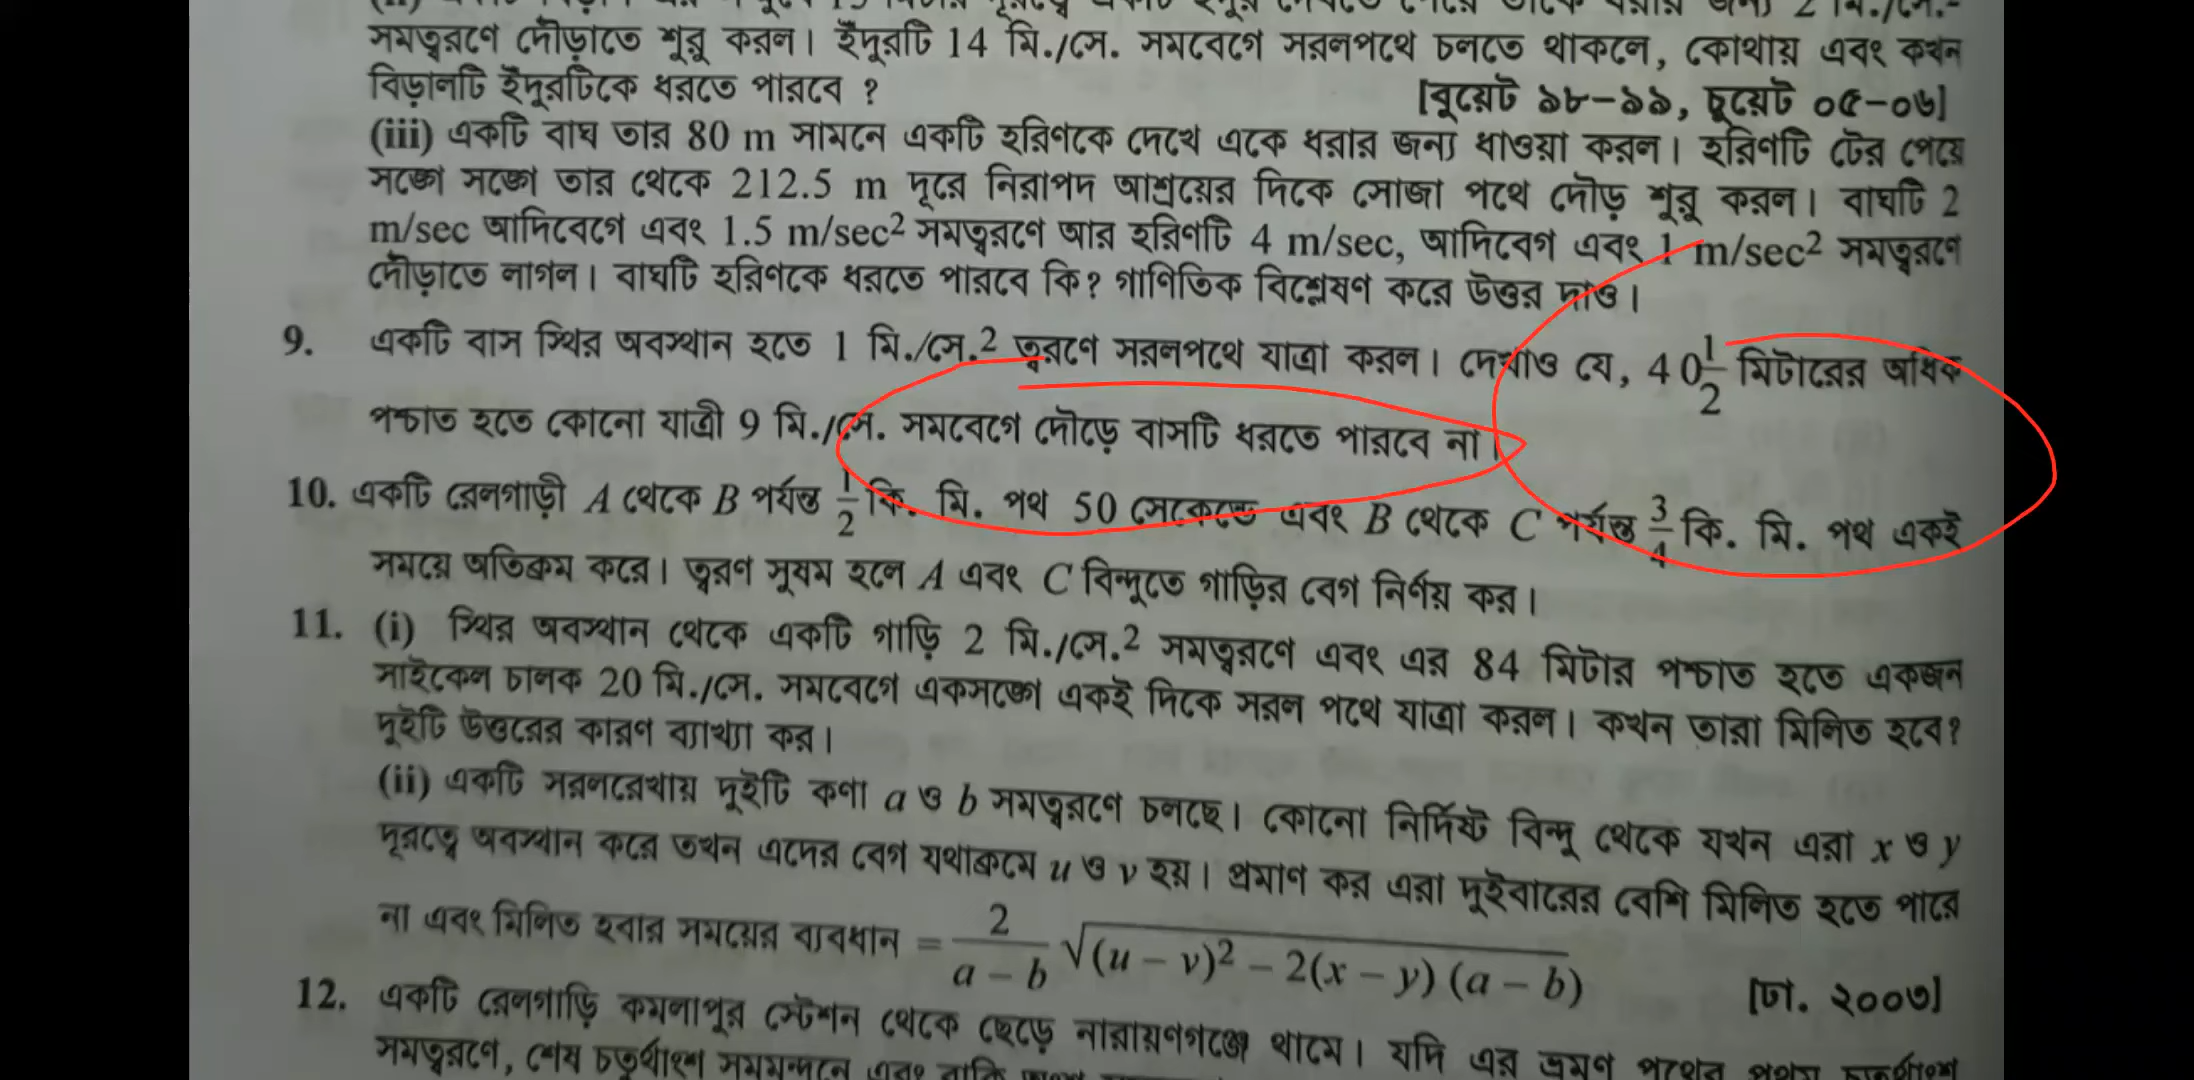 সমত্বরণে দৌড়াতে শুরু করল। ইঁদুরটি 14 মি./সে. সমবেগে সরলপথে চলতে থাকলে, কোথায় এবং কখন
বিড়ালটি ইঁদুরটিকে ধরতে পারবে ?
[বুয়েট ১৮-১৯, চুয়েট ০৫-০৬]
(iii) একটি বাঘ তার 80 m সামনে একটি হরিণকে দেখে একে ধরার জন্য ধাওয়া করল। হরিণটি টের পেয়ে
সঙ্গে সঙ্গে তার থেকে 212.5 m দূরে নিরাপদ আশ্রয়ের দিকে সোজা পথে দৌড় শুরু করল। বাঘটি 2
m/sec আদিবেগে এবং 1.5 m/sec² সমত্বরণে আর হরিণটি 4 m/sec, আদিবেগ এবং 1 m/sec² সমত্বরণে
দৌড়াতে লাগল। বাঘটি হরিণকে ধরতে পারবে কি? গাণিতিক বিশ্লেষণ করে উত্তর দাও।
9. একটি বাস স্থির অবস্থান হতে 1 মি./সে.² ত্বরণে সরলপথে যাত্রা করল। দেখাও যে, 40 1/2 মিটারের অধিক
পশ্চাত হতে কোনো যাত্রী 9 মি./সে. সমবেগে দৌড়ে বাসটি ধরতে পারবে না।
10. একটি রেলগাড়ী A থেকে B পর্যন্ত 1/2 কি. মি. পথ 50 সেকেন্ডে এবং B থেকে C পর্যন্ত 3/4 কি. মি. পথ একই
সময়ে অতিক্রম করে। ত্বরণ সুষম হলে A এবং C বিন্দুতে গাড়ির বেগ নির্ণয় কর।
11. (i) স্থির অবস্থান থেকে একটি গাড়ি 2 মি./সে.² সমত্বরণে এবং এর 84 মিটার পশ্চাত হতে একজন
সাইকেল চালক 20 মি./সে. সমবেগে একসঙ্গে একই দিকে সরল পথে যাত্রা করল। কখন তারা মিলিত হবে?
দুইটি উত্তরের কারণ ব্যাখ্যা কর।
(ii) একটি সরলরেখায় দুইটি কণা a ও b সমত্বরণে চলছে। কোনো নির্দিষ্ট বিন্দু থেকে যখন এরা x ও y
দূরত্বে অবস্থান করে তখন এদের বেগ যথাক্রমে u ও v হয়। প্রমাণ কর এরা দুইবারের বেশি মিলিত হতে পারে
না এবং মিলিত হবার সময়ের ব্যবধান = 2/(a – b) √(u – v)² – 2(x – y) (a – b)}
[ঢা. ২০০৩]
12. একটি রেলগাড়ি কমলাপুর স্টেশন থেকে ছেড়ে নারায়ণগঞ্জে থামে। যদি এর ভ্রমণ পথের প্রথম চতুর্থাংশ
সমত্বরণে, শেষ চতুর্থাংশ সমমন্দনে এবং বাকি